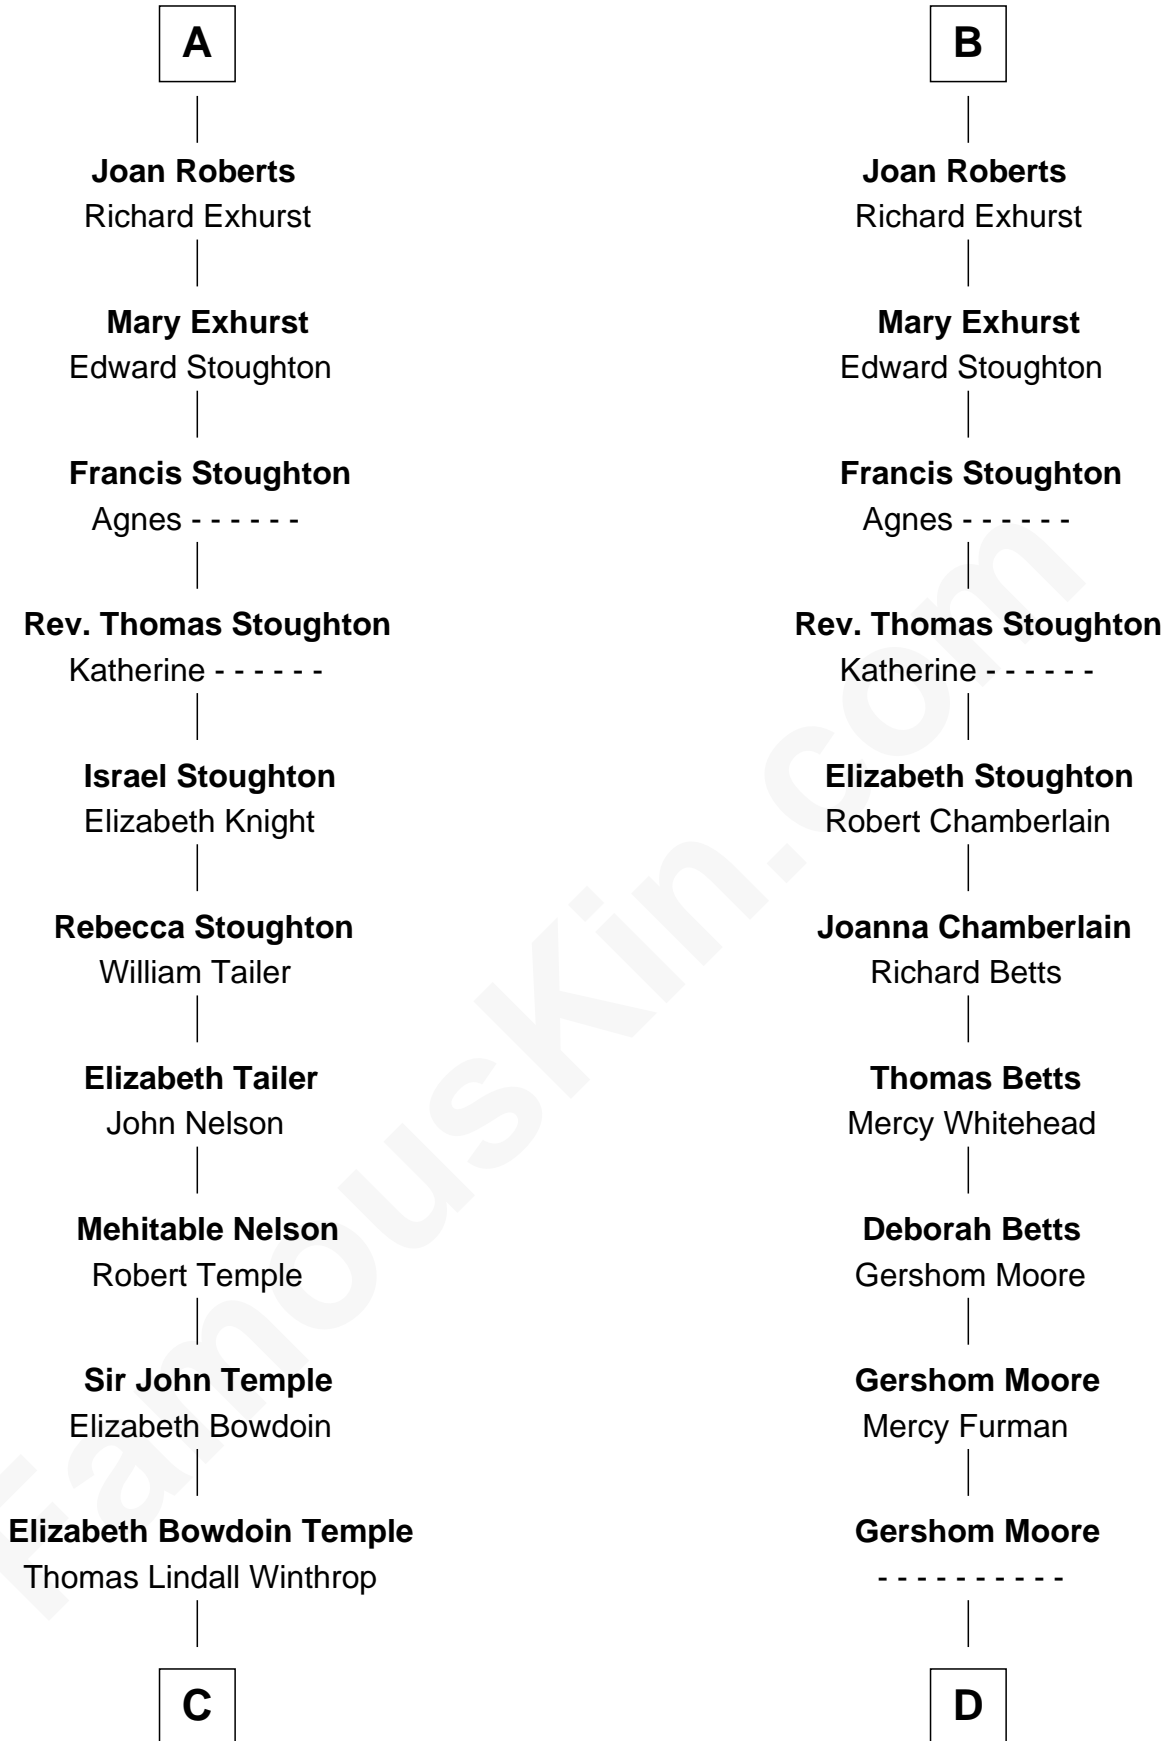 A
Joan Roberts
Richard Exhurst
Mary Exhurst
Edward Stoughton
Francis Stoughton
Agnes - - - - - -
Rev. Thomas Stoughton
Katherine - - - - - -
Israel Stoughton
Elizabeth Knight
Rebecca Stoughton
William Tailer
Elizabeth Tailer
John Nelson
Mehitable Nelson
Robert Temple
Sir John Temple
Elizabeth Bowdoin
Elizabeth Bowdoin Temple
Thomas Lindall Winthrop
C
B
Joan Roberts
Richard Exhurst
Mary Exhurst
Edward Stoughton
Francis Stoughton
Agnes - - - - - -
Rev. Thomas Stoughton
Katherine - - - - - -
Elizabeth Stoughton
Robert Chamberlain
Joanna Chamberlain
Richard Betts
Thomas Betts
Mercy Whitehead
Deborah Betts
Gershom Moore
Gershom Moore
Mercy Furman
Gershom Moore
- - - - - - - - - -
D
FamousKin.com